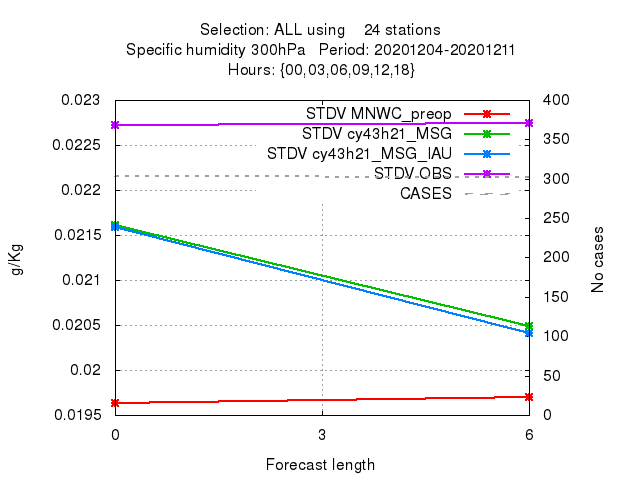 Selection: ALL using 24 stations
Specific humidity 300hPa Period: 20201204-20201211
Hours: {00,03,06,09,12,18}
STDV MNWC_preop
STDV cy43h21_MSG
STDV cy43h21_MSG_IAU
STDV OBS
CASES
g/Kg
0.023
0.0225
0.022
0.0215
0.021
0.0205
0.02
0.0195
No cases
400
350
300
250
200
150
100
50
0
0 3 6
Forecast length